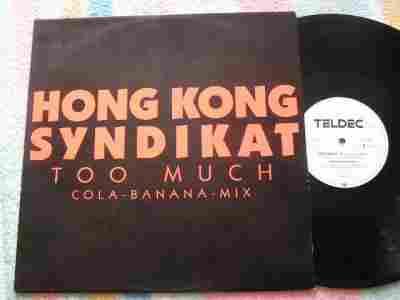 HONG KONG
SYNDIKAT
TOO MUCH
COLA-BANANA-MIX
TELDEC